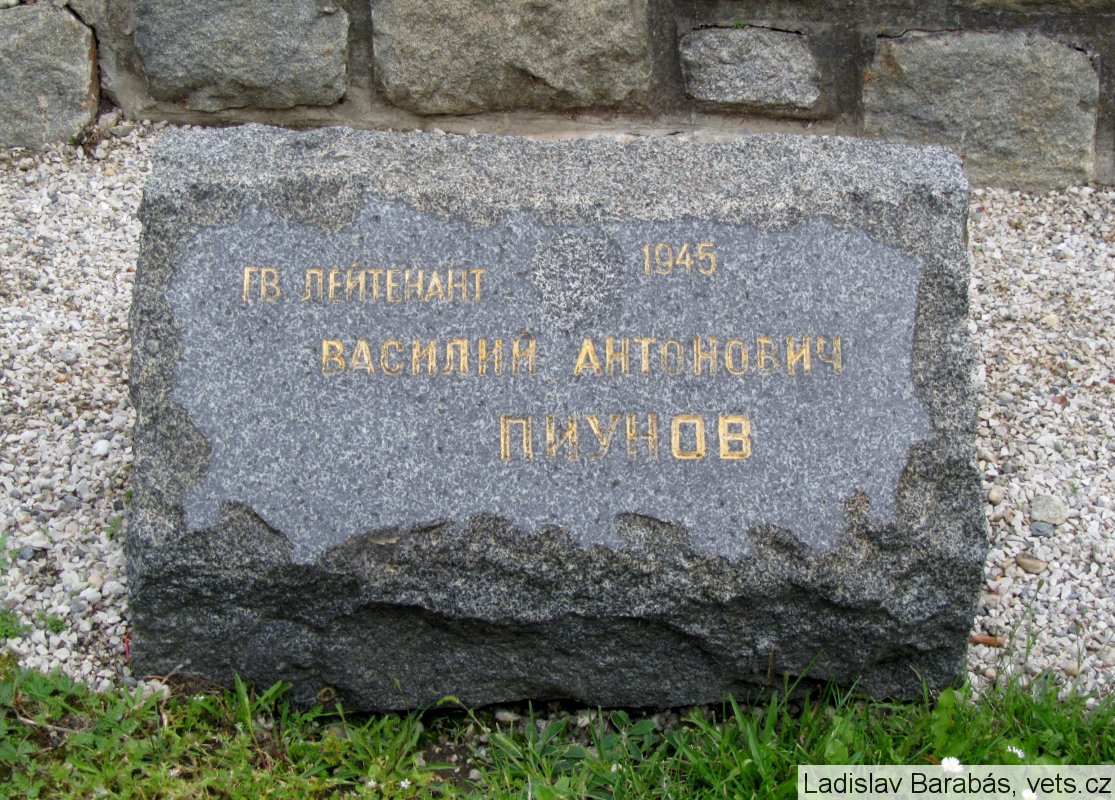 ГВ. ЛЕЙТЕНАНТ 1945
ВАСИЛИЙ АНТОНОВИЧ
ПИУНОВ
Ladislav Barabás, vets.cz